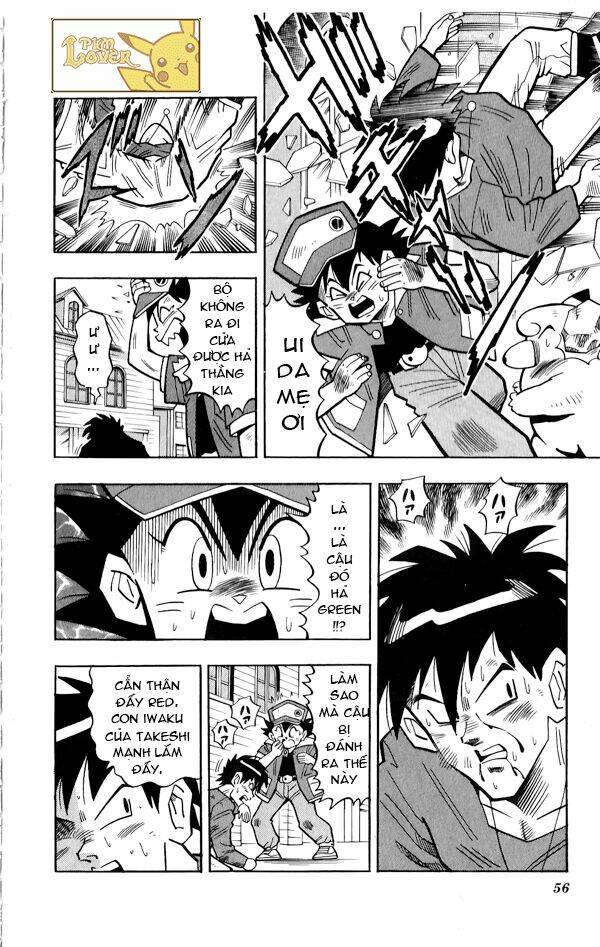 PKM
LOVER
UI
DA MẸ
ƠI
BỘ
KHÔNG
RA ĐI
CỬA
ĐƯỢC HẢ
THẰNG
KIA
Ư
Ư
...
LÀ
...
LÀ CẬU
ĐÓ
HẢ
GREEN
!!?
LÀM
SAO
MÀ CẬU
BỊ
ĐÁNH
RA THẾ
NÀY
CẨN THẬN
ĐẤY RED,
CON IWAKU
CỦA TAKESHI
MẠNH LẮM
ĐẤY.
56